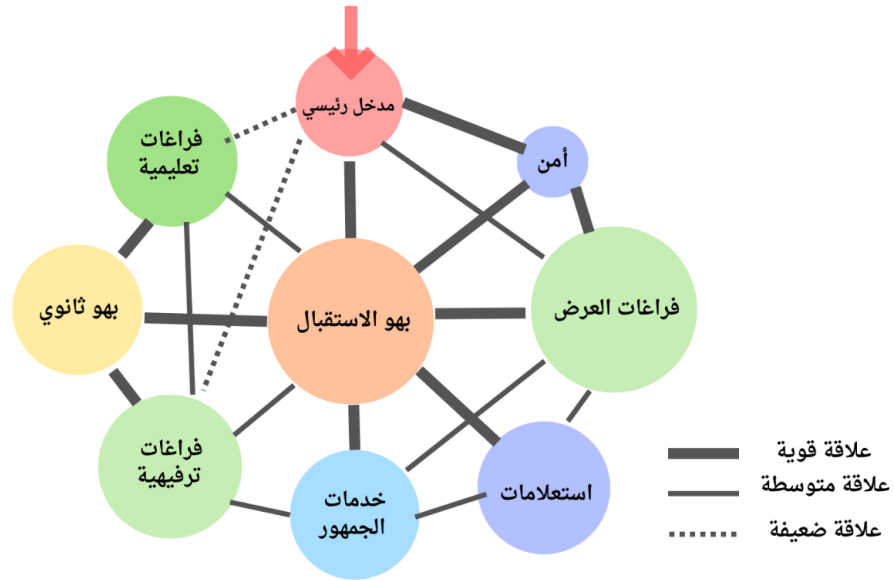 مدخل رئيسي
فراغات
تعليمية
أمن
بهو ثانوي
بهو الاستقبال
فراغات العرض
فراغات
ترفيهية
خدمات
الجمهور
استعلامات
علاقة قوية
علاقة متوسطة
علاقة ضعيفة